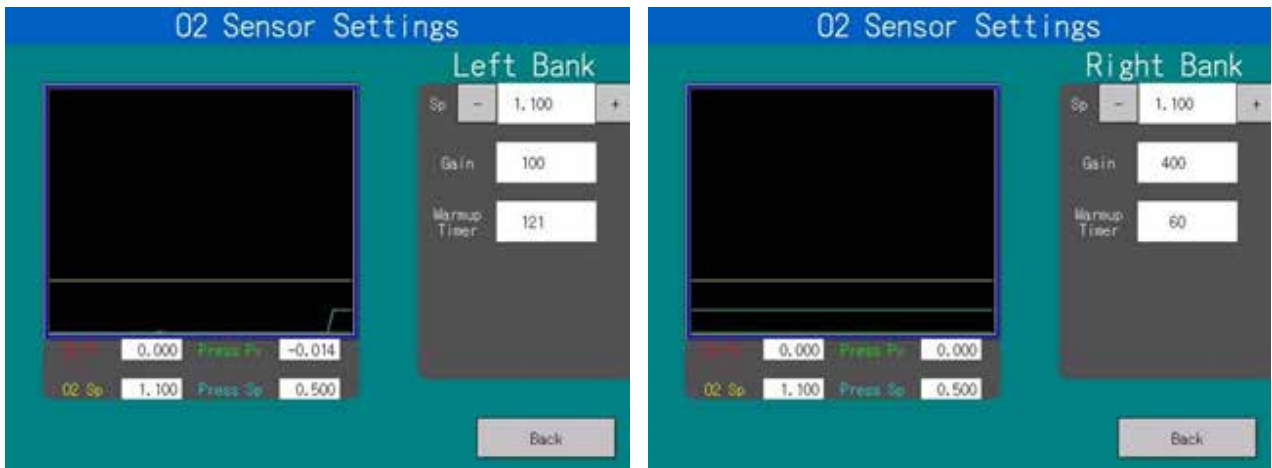 O2 Sensor Settings
Left Bank
Sp - 1.100 +
Gain 100
Warmup
Timer 121
0.000 Press Pv -0.014
O2 Sp 1.100 Press Sp 0.500
Back
O2 Sensor Settings
Right Bank
Sp - 1.100 +
Gain 400
Warmup
Timer 60
0.000 Press Pv 0.000
O2 Sp 1.100 Press Sp 0.500
Back